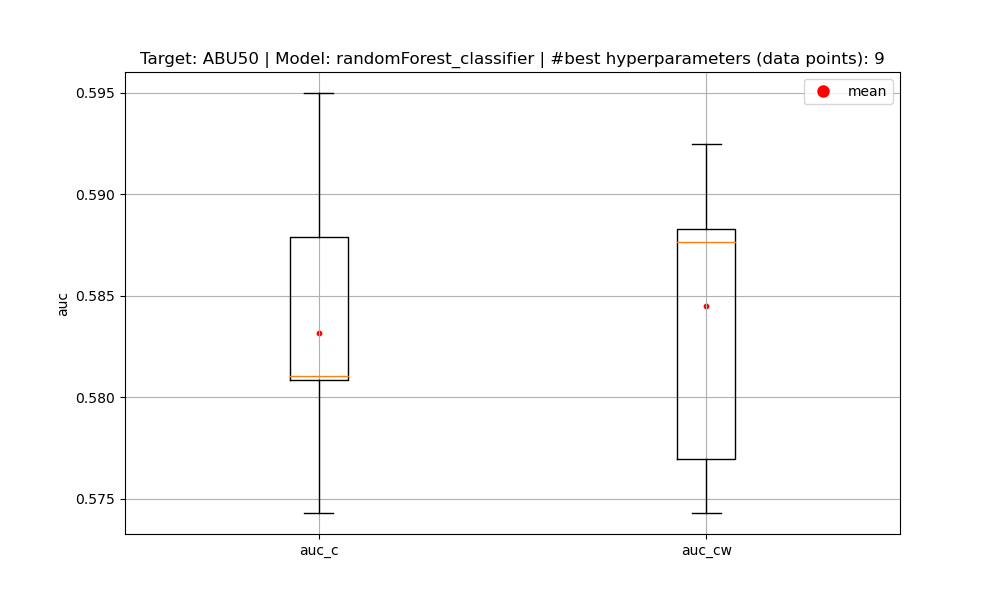 Target: ABU50 | Model: randomForest_classifier | #best hyperparameters (data points): 9
mean
0.595
0.590
0.585
0.580
0.575
auc
auc_c
auc_cw